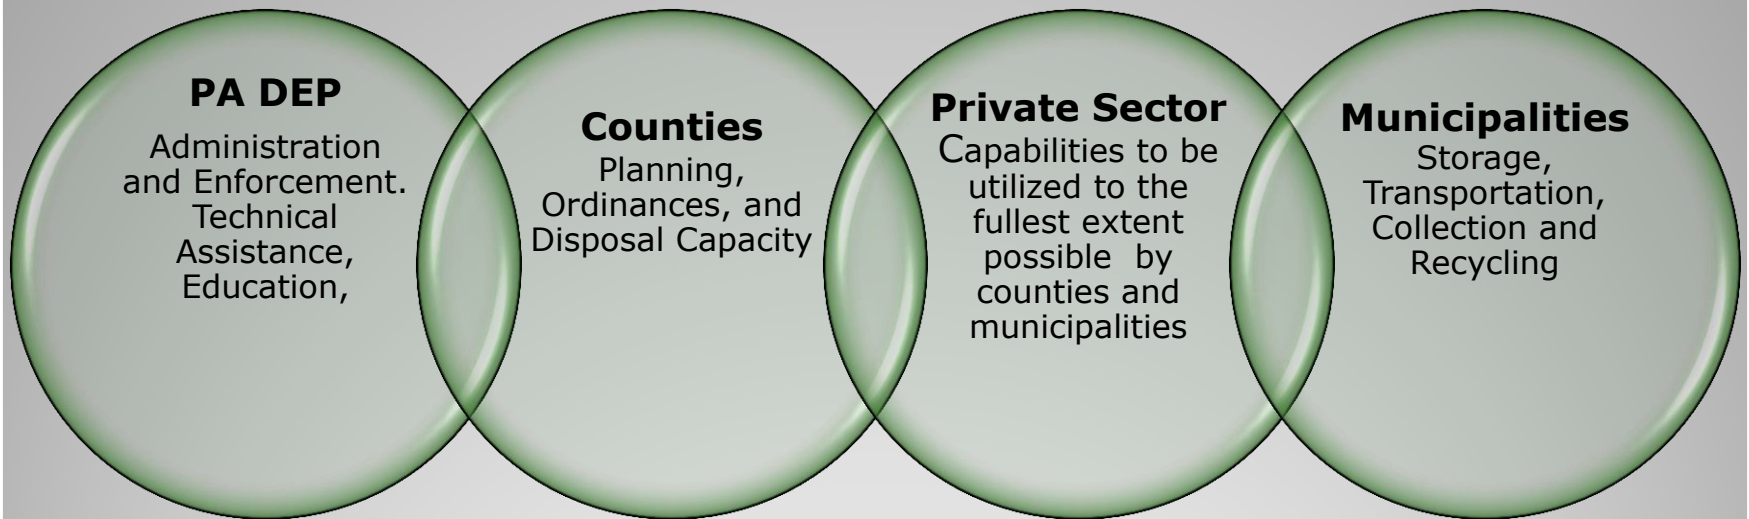 PA DEP
Administration
and Enforcement.
Technical
Assistance,
Education,
Counties
Planning,
Ordinances, and
Disposal Capacity
Private Sector
Capabilities to be
utilized to the
fullest extent
possible  by
counties and
municipalities
Municipalities
Storage,
Transportation,
Collection and
Recycling